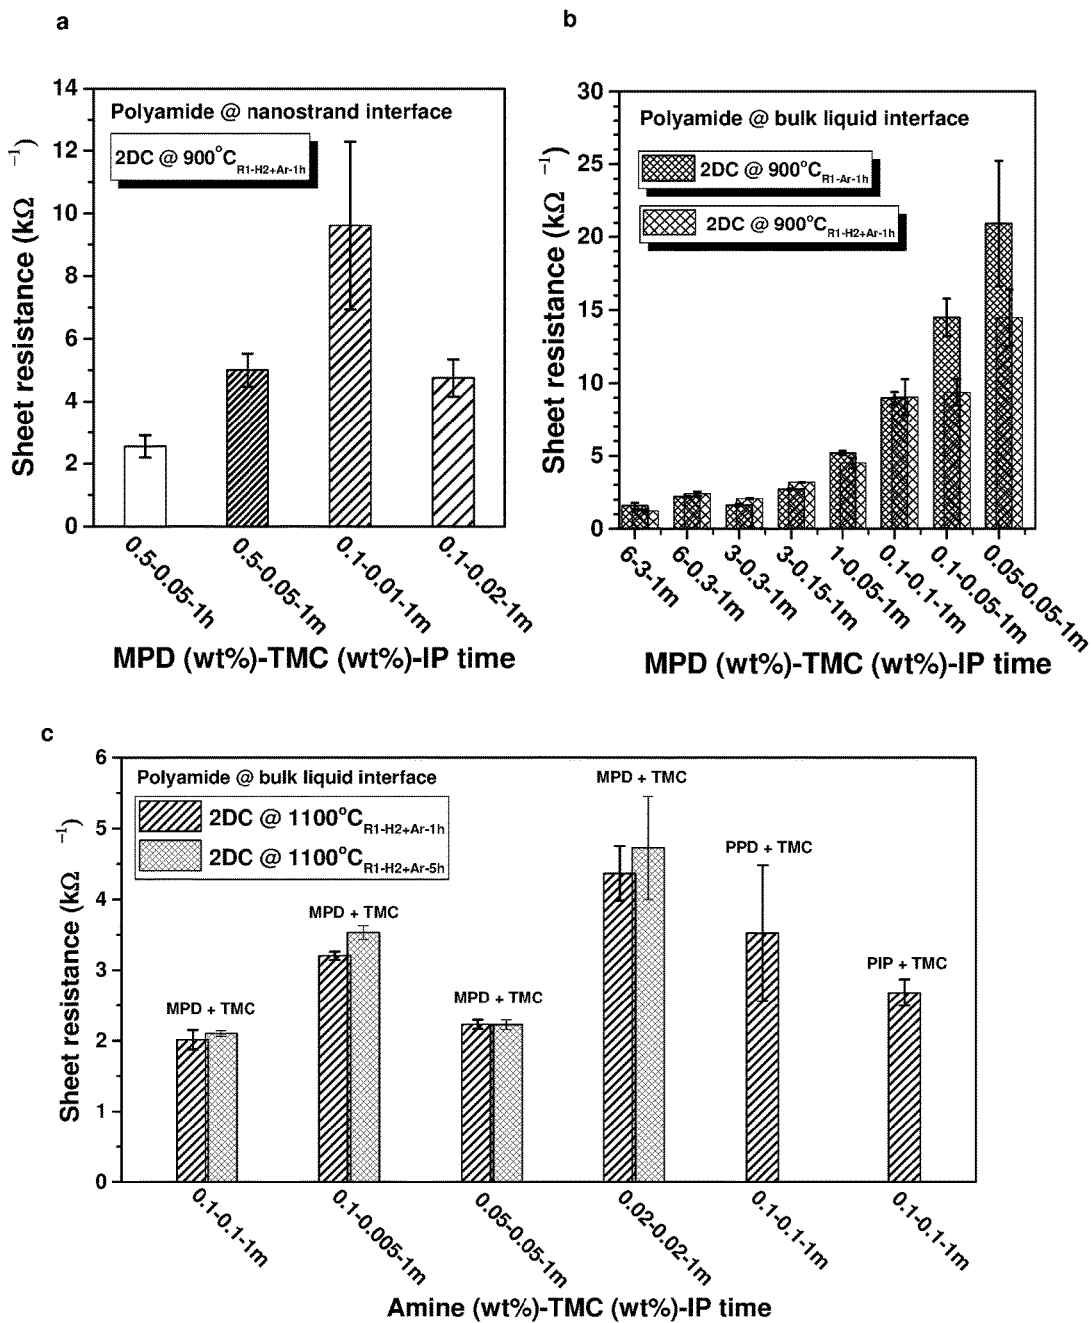 a
Polyamide @ nanostrand interface
2DC @ 900°C R1-H2+Ar-1h
Sheet resistance (kΩ ⁻¹)
14
12
10
8
6
4
2
0
0.5-0.05-1h
0.5-0.05-1m
0.1-0.01-1m
0.1-0.02-1m
MPD (wt%)-TMC (wt%)-IP time
b
Polyamide @ bulk liquid interface
2DC @ 900°C R1-Ar-1h
2DC @ 900°C R1-H2+Ar-1h
Sheet resistance (kΩ ⁻¹)
30
25
20
15
10
5
0
6-3-1m
6-0.3-1m
3-0.3-1m
3-0.15-1m
1-0.05-1m
0.1-0.1-1m
0.1-0.05-1m
0.05-0.05-1m
MPD (wt%)-TMC (wt%)-IP time
c
Polyamide @ bulk liquid interface
2DC @ 1100°C R1-H2+Ar-1h
2DC @ 1100°C R1-H2+Ar-5h
Sheet resistance (kΩ ⁻¹)
6
5
4
3
2
1
0
MPD + TMC
MPD + TMC
MPD + TMC
MPD + TMC
PPD + TMC
PIP + TMC
0.1-0.1-1m
0.1-0.005-1m
0.05-0.05-1m
0.02-0.02-1m
0.1-0.1-1m
0.1-0.1-1m
Amine (wt%)-TMC (wt%)-IP time